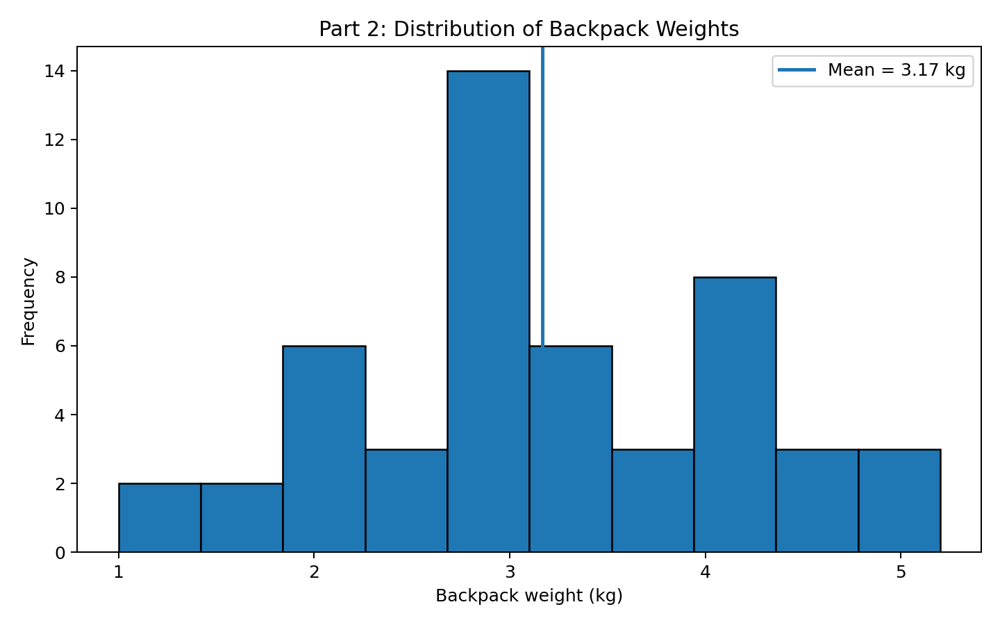 Part 2: Distribution of Backpack Weights
Mean = 3.17 kg
14
12
10
8
6
4
2
0
Frequency
1 2 3 4 5
Backpack weight (kg)